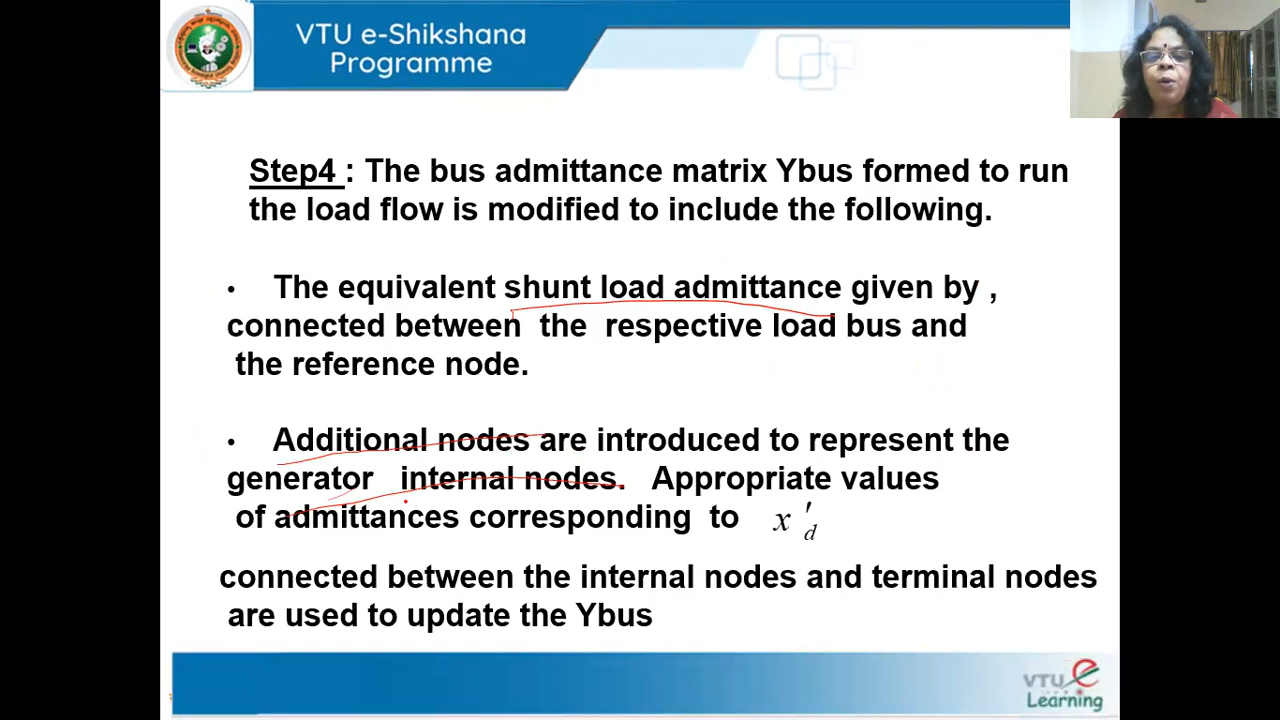 VTU e-Shikshana
Programme
Step4 : The bus admittance matrix Ybus formed to run
the load flow is modified to include the following.
• The equivalent shunt load admittance given by ,
connected between the respective load bus and
the reference node.
• Additional nodes are introduced to represent the
generator internal nodes. Appropriate values
of admittances corresponding to x'd
connected between the internal nodes and terminal nodes
are used to update the Ybus
VTU e
Learning